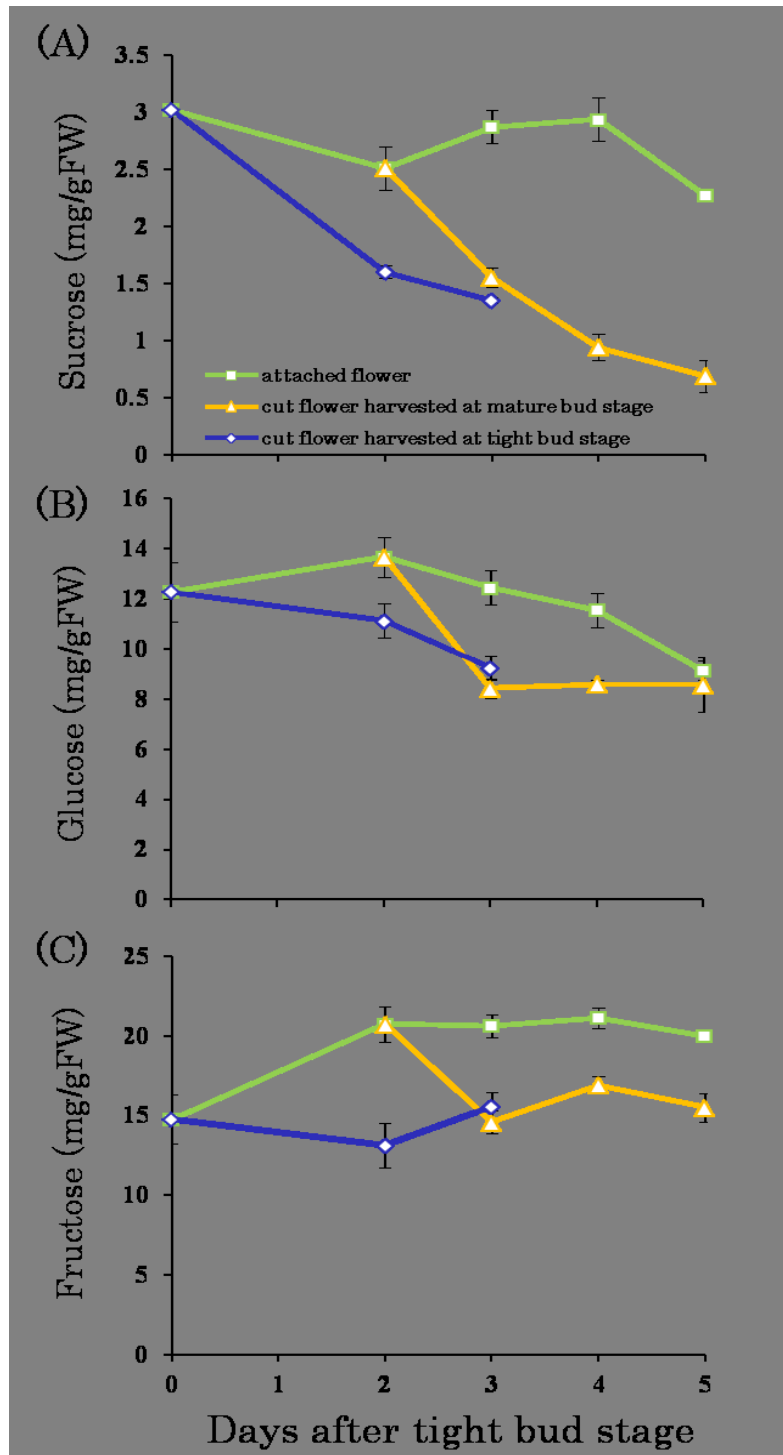 (A)
Sucrose (mg/gFW)
3.5
3
2.5
2
1.5
1
0.5
0
attached flower
cut flower harvested at mature bud stage
cut flower harvested at tight bud stage
(B)
Glucose (mg/gFW)
16
14
12
10
8
6
4
2
0
(C)
Fructose (mg/gFW)
25
20
15
10
5
0
0 2 3 4 5
Days after tight bud stage